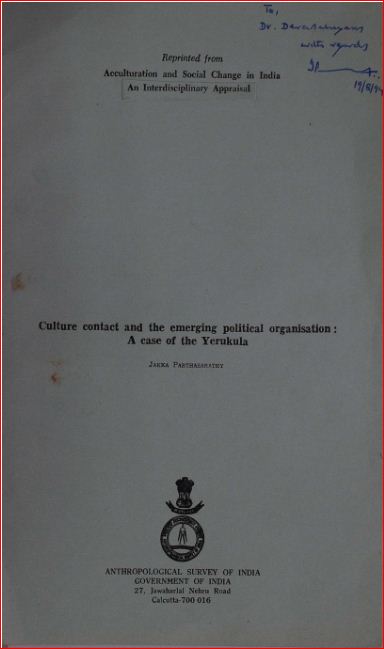 To,
Dr.
with regards
Reprinted from
Acculturation and Social Change in India
An Interdisciplinary Appraisal
Culture contact and the emerging political organisation :
A case of the Yerukula
JAKKA PARTHASARATHY
ANTHROPOLOGICAL SURVEY OF INDIA
GOVERNMENT OF INDIA
27, Jawaharlal Nehru Road
Calcutta-700 016